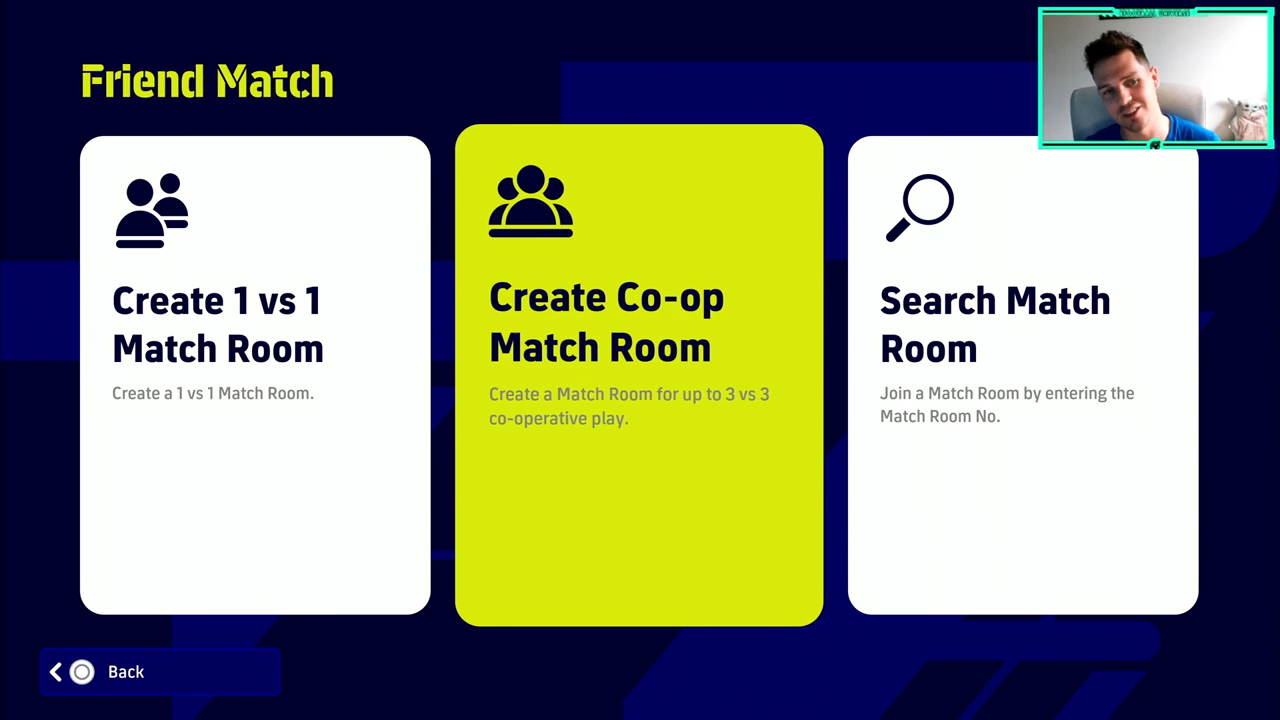 Friend Match
Create 1 vs 1
Match Room
Create a 1 vs 1 Match Room.
Create Co-op
Match Room
Create a Match Room for up to 3 vs 3
co-operative play.
Search Match
Room
Join a Match Room by entering the
Match Room No.
Back